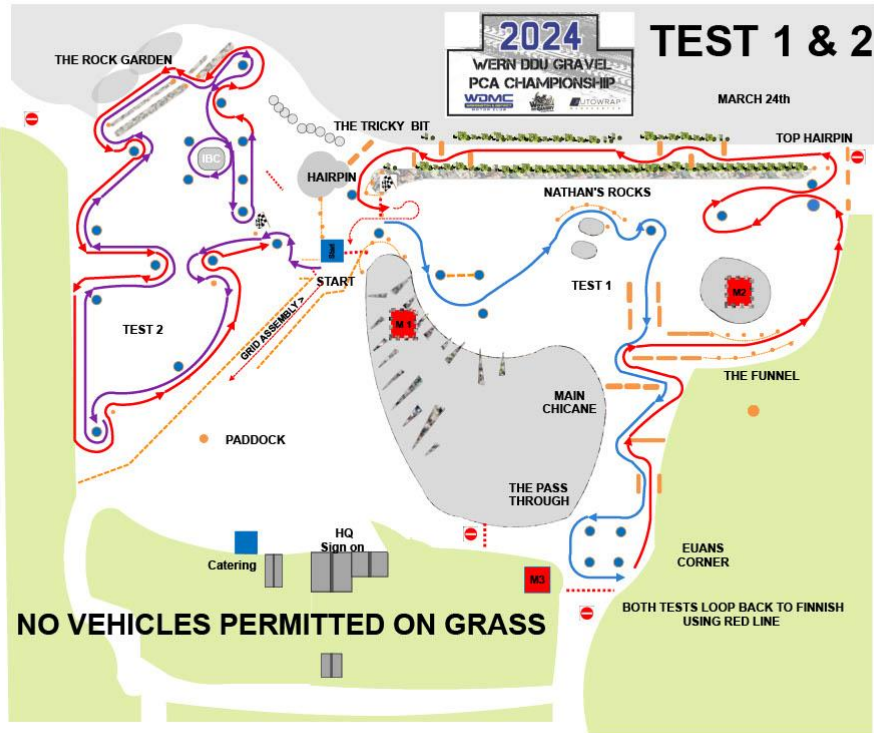 2024
WERN DDU GRAVEL
PCA CHAMPIONSHIP
WDMC
AUTOWRAP
TEST 1 & 2
MARCH 24th
THE ROCK GARDEN
THE TRICKY BIT
TOP HAIRPIN
IBC
HAIRPIN
NATHAN'S ROCKS
Start
START
TEST 1
M2
GRID ASSEMBLY >
M 1
TEST 2
THE FUNNEL
MAIN
CHICANE
PADDOCK
THE PASS
THROUGH
HQ
Sign on
Catering
EUANS
CORNER
M3
BOTH TESTS LOOP BACK TO FINNISH
USING RED LINE
NO VEHICLES PERMITTED ON GRASS